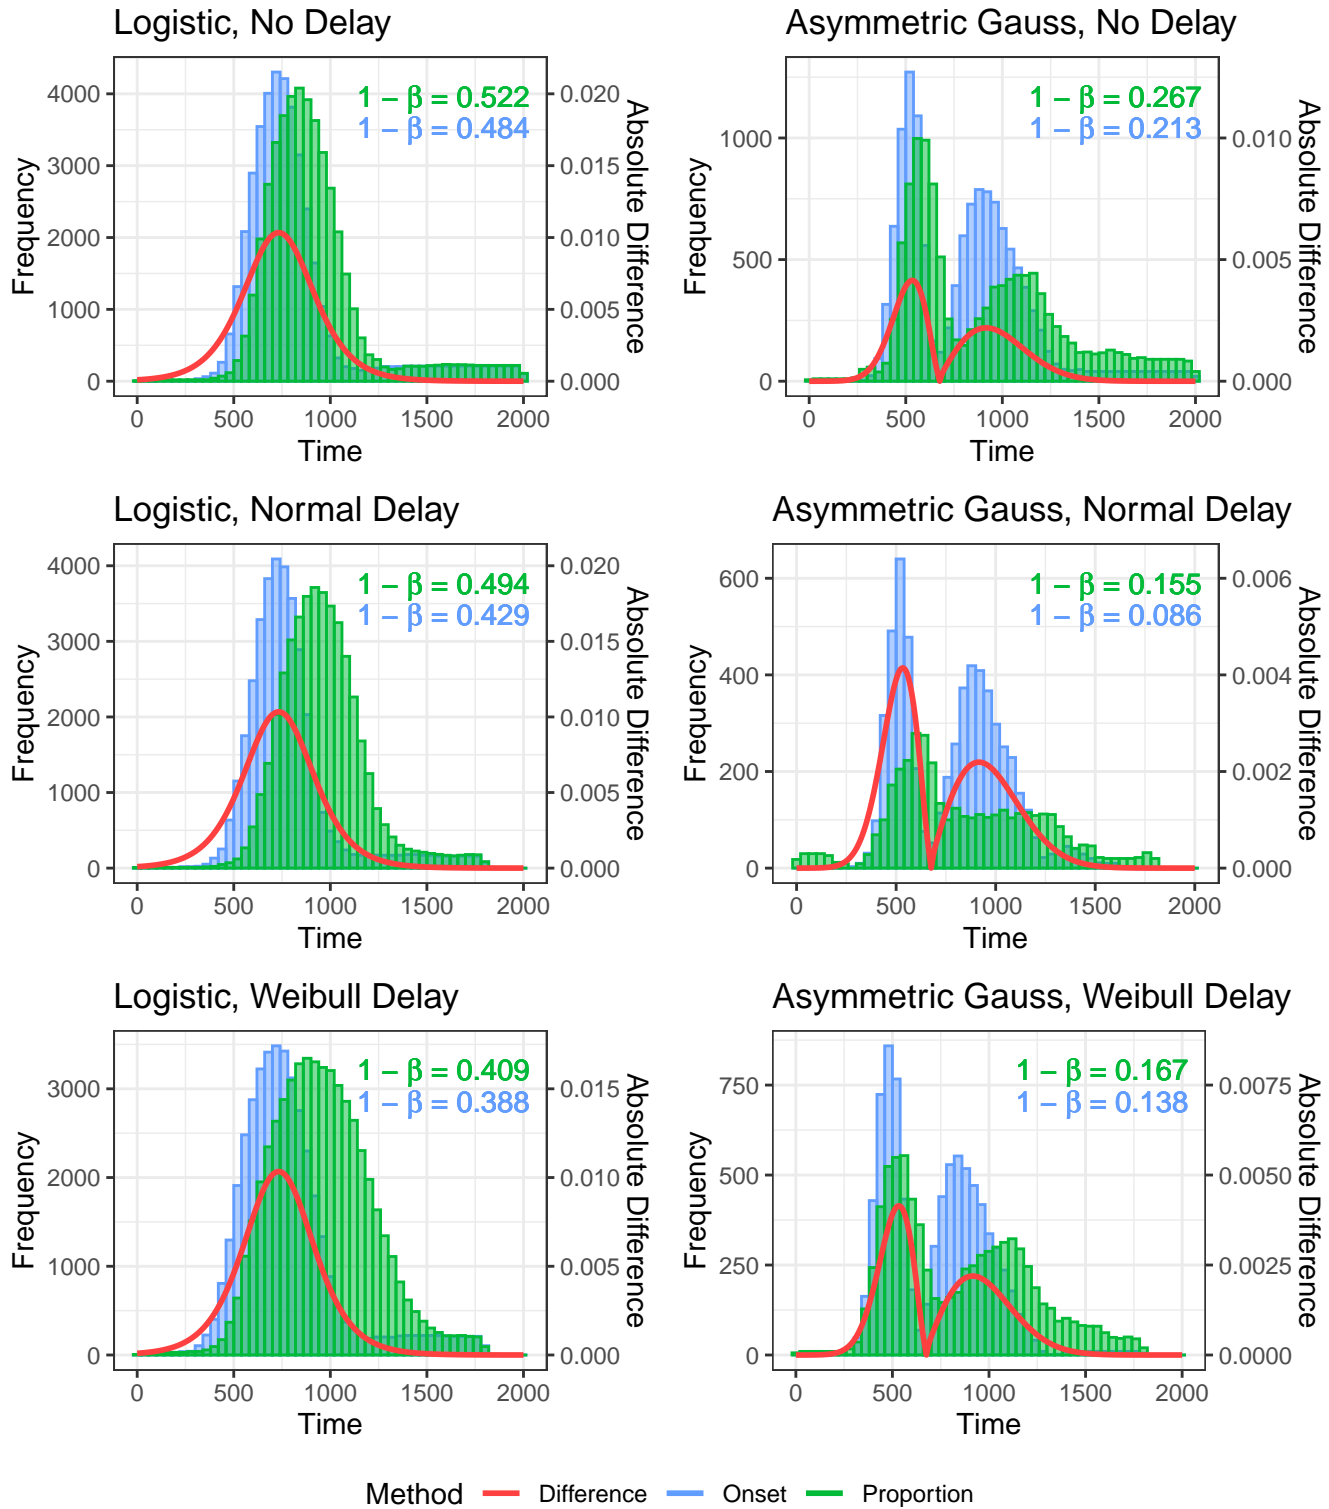 Logistic, No Delay
1 − β = 0.522
1 − β = 0.484
Frequency
4000
3000
2000
1000
0
0.020
0.015
0.010
0.005
0.000
Absolute Difference
0 500 1000 1500 2000
Time
Asymmetric Gauss, No Delay
1 − β = 0.267
1 − β = 0.213
Frequency
1000
500
0
0.010
0.005
0.000
Absolute Difference
0 500 1000 1500 2000
Time
Logistic, Normal Delay
1 − β = 0.494
1 − β = 0.429
Frequency
4000
3000
2000
1000
0
0.020
0.015
0.010
0.005
0.000
Absolute Difference
0 500 1000 1500 2000
Time
Asymmetric Gauss, Normal Delay
1 − β = 0.155
1 − β = 0.086
Frequency
600
400
200
0
0.006
0.004
0.002
0.000
Absolute Difference
0 500 1000 1500 2000
Time
Logistic, Weibull Delay
1 − β = 0.409
1 − β = 0.388
Frequency
3000
2000
1000
0
0.015
0.010
0.005
0.000
Absolute Difference
0 500 1000 1500 2000
Time
Asymmetric Gauss, Weibull Delay
1 − β = 0.167
1 − β = 0.138
Frequency
750
500
250
0
0.0075
0.0050
0.0025
0.0000
Absolute Difference
0 500 1000 1500 2000
Time
Method Difference Onset Proportion